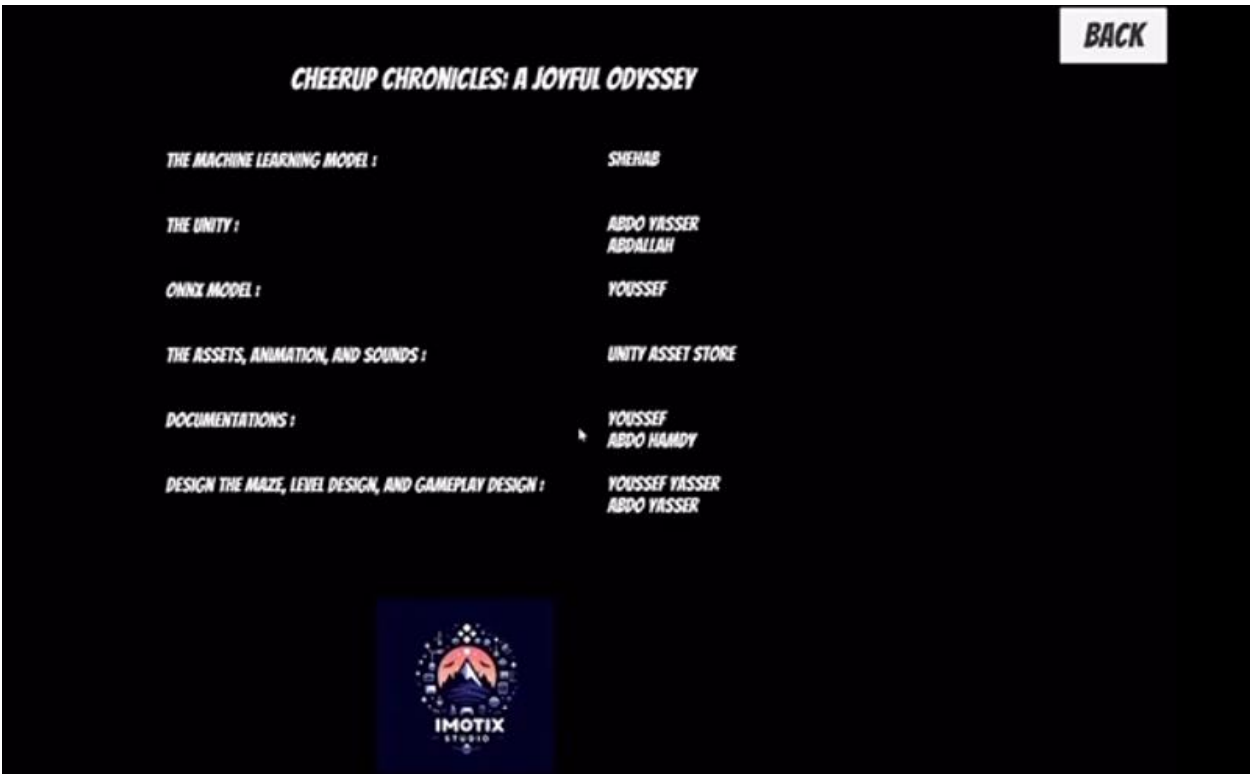 BACK
CHEERUP CHRONICLES: A JOYFUL ODYSSEY
THE MACHINE LEARNING MODEL : SHEHAB
THE UNITY : ABDO YASSER
ABDALLAH
ONNX MODEL : YOUSSEF
THE ASSETS, ANIMATION, AND SOUNDS : UNITY ASSET STORE
DOCUMENTATIONS : YOUSSEF
ABDO HAMDY
DESIGN THE MAZE, LEVEL DESIGN, AND GAMEPLAY DESIGN : YOUSSEF YASSER
ABDO YASSER
IMOTIX
STUDIO